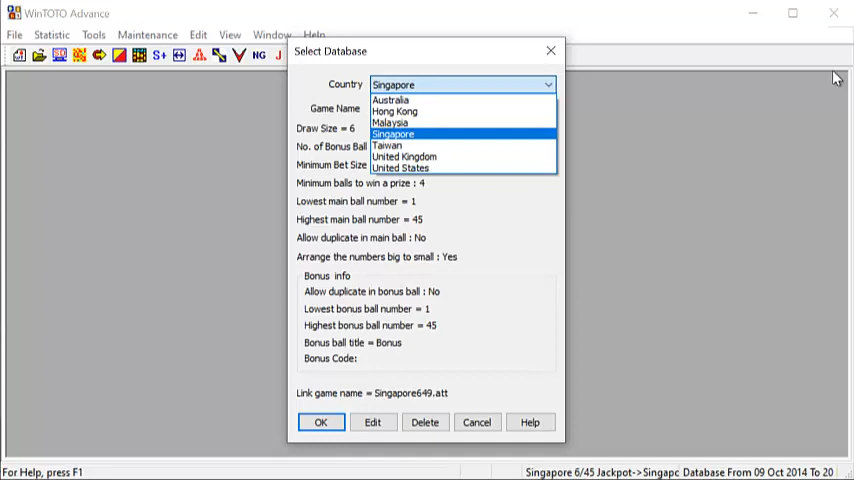 WinTOTO Advance
File Statistic Tools Maintenance Edit View Window Help
S+ NG J
Select Database
Country Singapore
Australia
Game Name
Hong Kong
Malaysia
Draw Size = 6
Singapore
No. of Bonus Ball
Taiwan
United Kingdom
Minimum Bet Size
United States
Minimum balls to win a prize : 4
Lowest main ball number = 1
Highest main ball number = 45
Allow duplicate in main ball : No
Arrange the numbers big to small : Yes
Bonus info
Allow duplicate in bonus ball : No
Lowest bonus ball number = 1
Highest bonus ball number = 45
Bonus ball title = Bonus
Bonus Code:
Link game name = Singapore649.att
OK Edit Delete Cancel Help
For Help, press F1
Singapore 6/45 Jackpot->Singapc Database From 09 Oct 2014 To 20